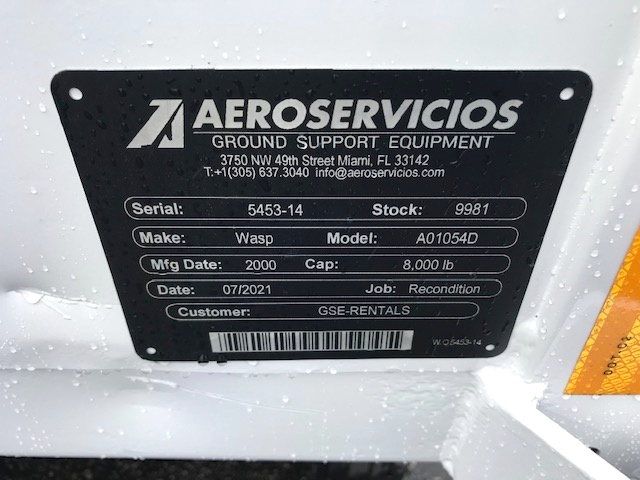 AEROSERVICIOS
GROUND SUPPORT EQUIPMENT
3750 NW 49th Street Miami, FL 33142
T:+1(305) 637.3040 info@aeroservicios.com
Serial: 5453-14 Stock: 9981
Make: Wasp Model: A01054D
Mfg Date: 2000 Cap: 8,000 lb
Date: 07/2021 Job: Recondition
Customer: GSE-RENTALS
W.O 5453-14
DOT-C2